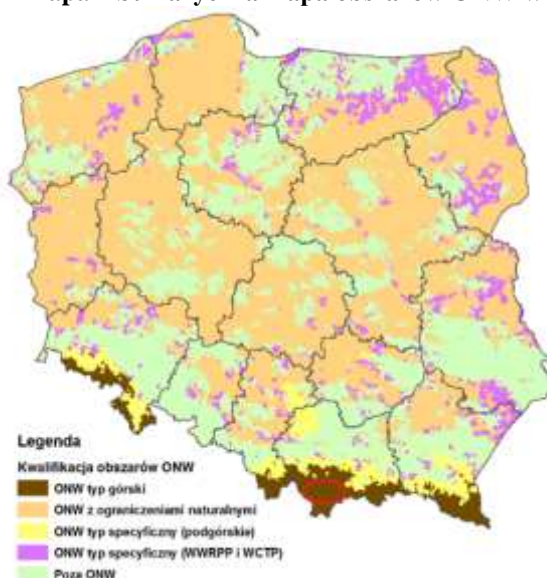 Legenda
Kwalifikacja obszarów ONW
ONW typ górski
ONW z ograniczeniami naturalnymi
ONW typ specyficzny (podgórskie)
ONW typ specyficzny (WWRPP i WCTP)
Poza ONW